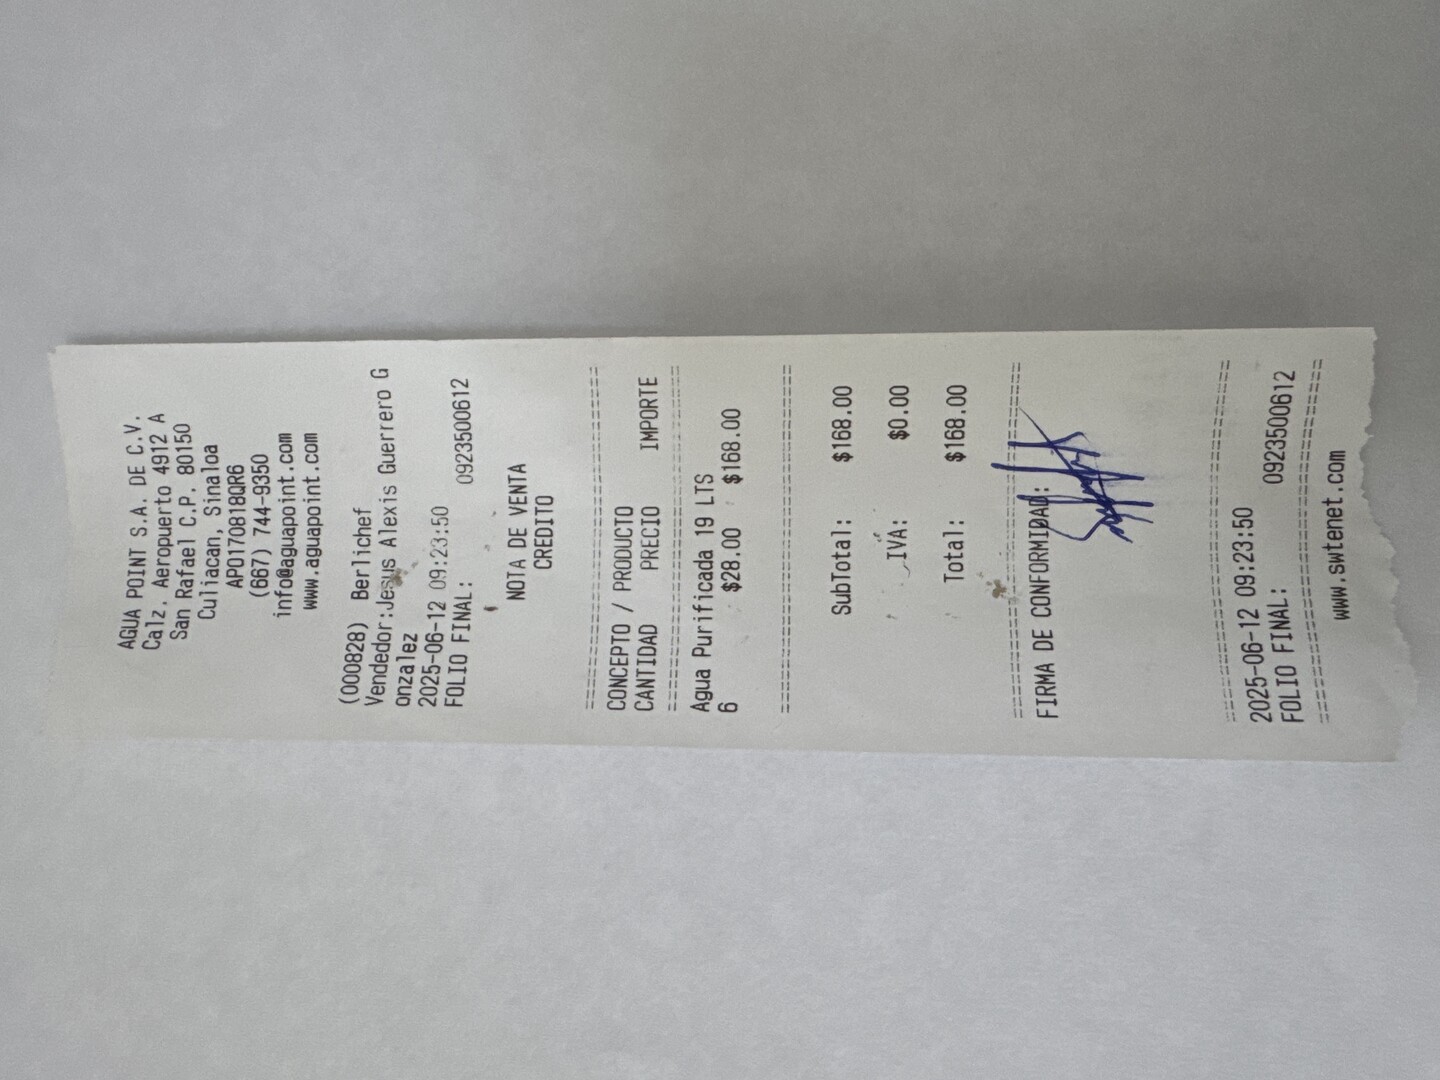 AGUA POINT S.A. DE C.V.
Calz. Aeropuerto 4912 A
San Rafael C.P. 80150
Culiacan, Sinaloa
APO170818QR6
(667) 744-9350
info@aguapoint.com
www.aguapoint.com
(000828) Berlichef
Vendedor:Jesus Alexis Guerrero G
onzalez
2025-06-12 09:23:50
FOLIO FINAL: 0923500612
NOTA DE VENTA
CREDITO
CONCEPTO / PRODUCTO
CANTIDAD PRECIO IMPORTE
Agua Purificada 19 LTS
6 $28.00 $168.00
SubTotal: $168.00
IVA: $0.00
Total: $168.00
FIRMA DE CONFORMIDAD:
2025-06-12 09:23:50
FOLIO FINAL: 0923500612
www.swtenet.com